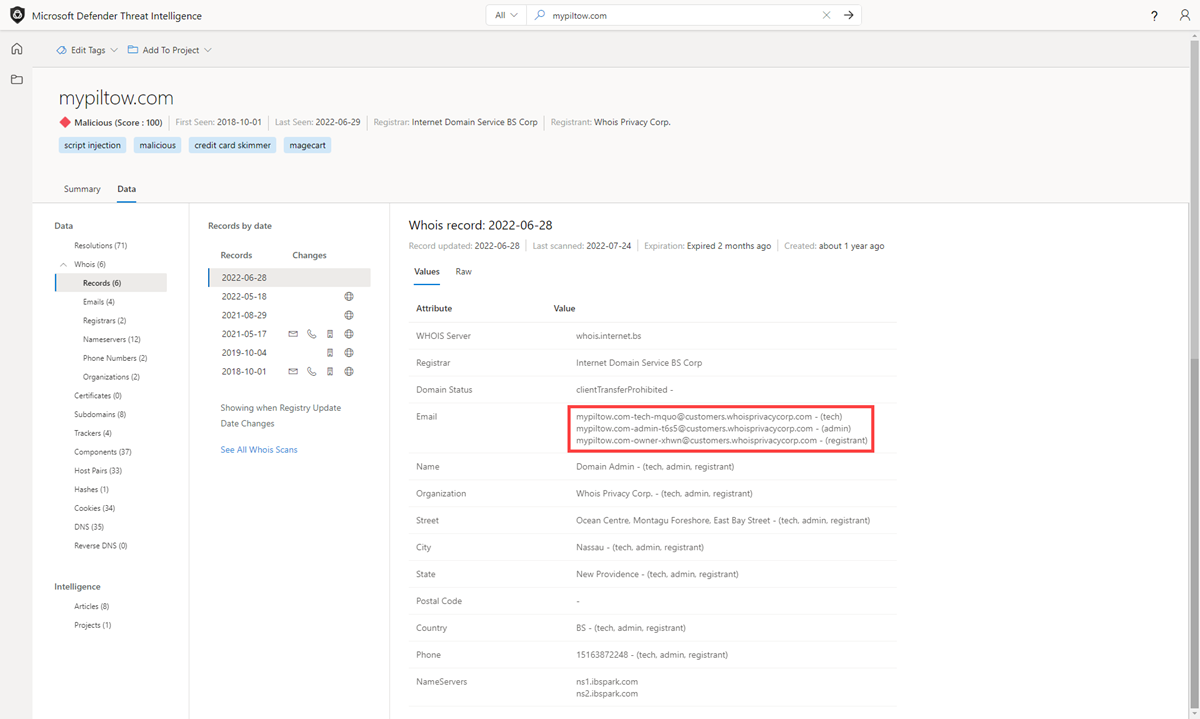 Microsoft Defender Threat Intelligence
All
mypiltow.com
?
Edit Tags
Add To Project
mypiltow.com
Malicious (Score : 100)
First Seen: 2018-10-01
Last Seen: 2022-06-29
Registrar: Internet Domain Service BS Corp
Registrant: Whois Privacy Corp.
script injection
malicious
credit card skimmer
magecart
Summary
Data
Data
Resolutions (71)
Whois (6)
Records (6)
Emails (4)
Registrars (2)
Nameservers (12)
Phone Numbers (2)
Organizations (2)
Certificates (0)
Subdomains (8)
Trackers (4)
Components (37)
Host Pairs (33)
Hashes (1)
Cookies (34)
DNS (35)
Reverse DNS (0)
Intelligence
Articles (8)
Projects (1)
Records by date
Records Changes
2022-06-28
2022-05-18
2021-08-29
2021-05-17
2019-10-04
2018-10-01
Showing when Registry Update
Date Changes
See All Whois Scans
Whois record: 2022-06-28
Record updated: 2022-06-28
Last scanned: 2022-07-24
Expiration: Expired 2 months ago
Created: about 1 year ago
Values
Raw
Attribute Value
WHOIS Server whois.internet.bs
Registrar Internet Domain Service BS Corp
Domain Status clientTransferProhibited -
Email mypiltow.com-tech-mquo@customers.whoisprivacycorp.com - (tech)
mypiltow.com-admin-t6s5@customers.whoisprivacycorp.com - (admin)
mypiltow.com-owner-xhwn@customers.whoisprivacycorp.com - (registrant)
Name Domain Admin - (tech, admin, registrant)
Organization Whois Privacy Corp. - (tech, admin, registrant)
Street Ocean Centre, Montagu Foreshore, East Bay Street - (tech, admin, registrant)
City Nassau - (tech, admin, registrant)
State New Providence - (tech, admin, registrant)
Postal Code -
Country BS - (tech, admin, registrant)
Phone 15163872248 - (tech, admin, registrant)
NameServers ns1.ibspark.com
ns2.ibspark.com